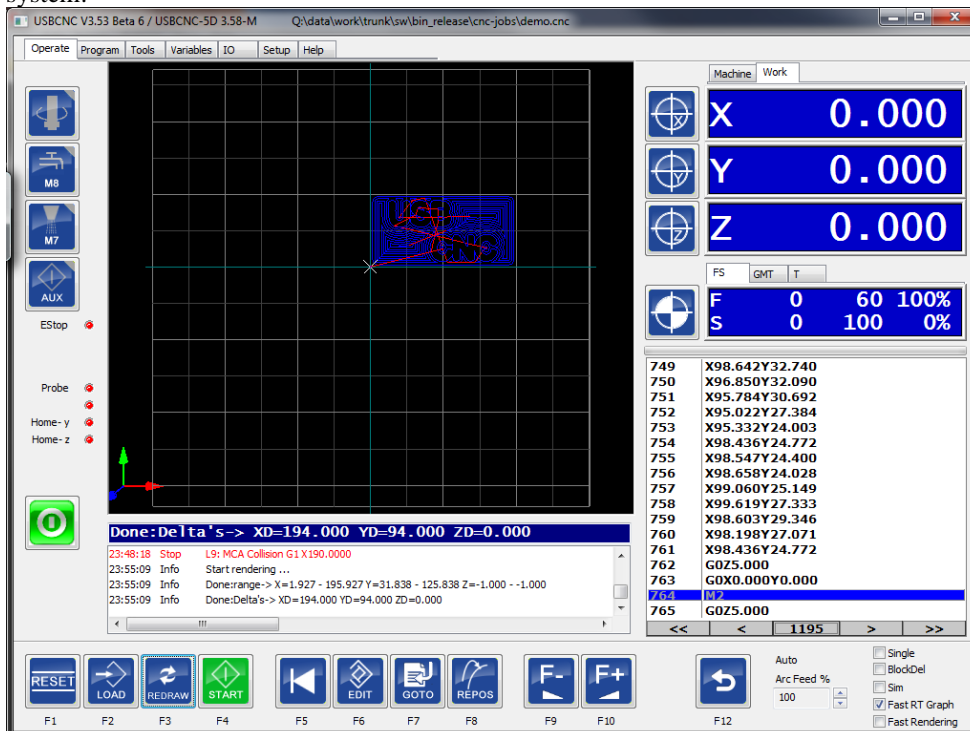 system.
USBCNC V3.53 Beta 6 / USBCNC-5D 3.58-M Q:\data\work\trunk\sw\bin_release\cnc-jobs\demo.cnc
Operate Program Tools Variables IO Setup Help
Machine Work
X 0.000
Y 0.000
Z 0.000
M8
M7
AUX
EStop
Probe
Home- y
Home- z
FS GMT T
F 0 60 100%
S 0 100 0%
749 X98.642Y32.740
750 X96.850Y32.090
751 X95.784Y30.692
752 X95.022Y27.384
753 X95.332Y24.003
754 X98.436Y24.772
755 X98.547Y24.400
756 X98.658Y24.028
757 X99.060Y25.149
758 X99.619Y27.333
759 X98.603Y29.346
760 X98.198Y27.071
761 X98.436Y24.772
762 G0Z5.000
763 G0X0.000Y0.000
764 M2
765 G0Z5.000
<< < 1195 > >>
Done:Delta's-> XD=194.000 YD=94.000 ZD=0.000
23:48:18 Stop L9: MCA Collision G1 X190.0000
23:55:09 Info Start rendering ...
23:55:09 Info Done:range-> X=1.927 - 195.927 Y=31.838 - 125.838 Z=-1.000 - -1.000
23:55:09 Info Done:Delta's-> XD=194.000 YD=94.000 ZD=0.000
RESET LOAD REDRAW START EDIT GOTO REPOS F- F+
F1 F2 F3 F4 F5 F6 F7 F8 F9 F10 F12
Auto
Arc Feed %
100
Single
BlockDel
Sim
Fast RT Graph
Fast Rendering